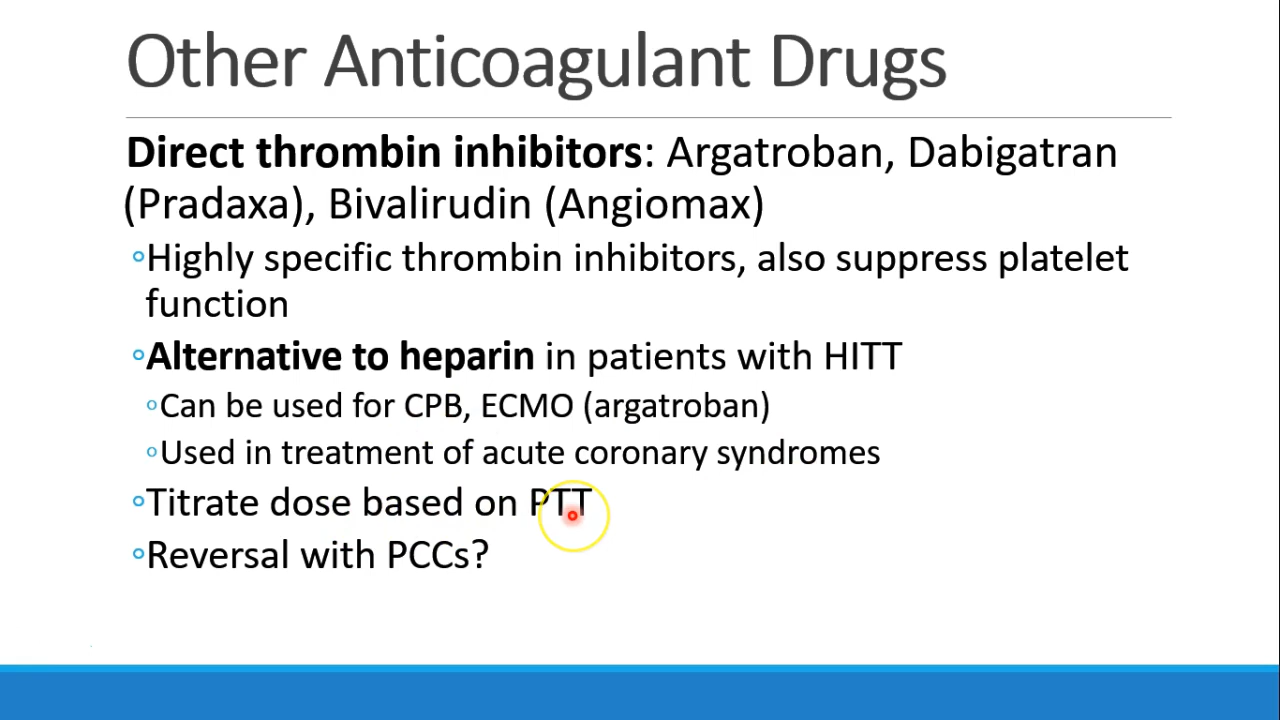 Other Anticoagulant Drugs
Direct thrombin inhibitors: Argatroban, Dabigatran
(Pradaxa), Bivalirudin (Angiomax)
◦Highly specific thrombin inhibitors, also suppress platelet
function
◦Alternative to heparin in patients with HITT
◦Can be used for CPB, ECMO (argatroban)
◦Used in treatment of acute coronary syndromes
◦Titrate dose based on PTT
◦Reversal with PCCs?